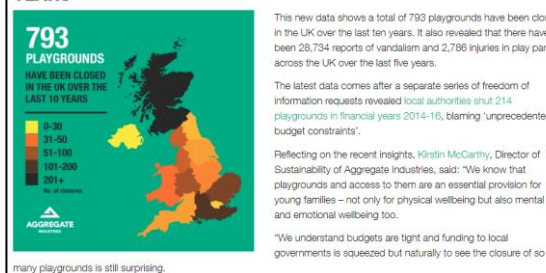 793
PLAYGROUNDS
HAVE BEEN CLOSED
IN THE UK OVER THE
LAST 10 YEARS
0-30
31-50
51-100
101-200
201+
No. of closures
AGGREGATE
INDUSTRIES
This new data shows a total of 793 playgrounds have been clos
in the UK over the last ten years. It also revealed that there have
been 28,734 reports of vandalism and 2,786 injuries in play par
across the UK over the last five years.
The latest data comes after a separate series of freedom of
information requests revealed local authorities shut 214
playgrounds in financial years 2014-16, blaming 'unprecedente
budget constraints'.
Reflecting on the recent insights, Kirstin McCarthy, Director of
Sustainability of Aggregate Industries, said: "We know that
playgrounds and access to them are an essential provision for
young families – not only for physical wellbeing but also mental
and emotional wellbeing too.
"We understand budgets are tight and funding to local
governments is squeezed but naturally to see the closure of so
many playgrounds is still surprising.